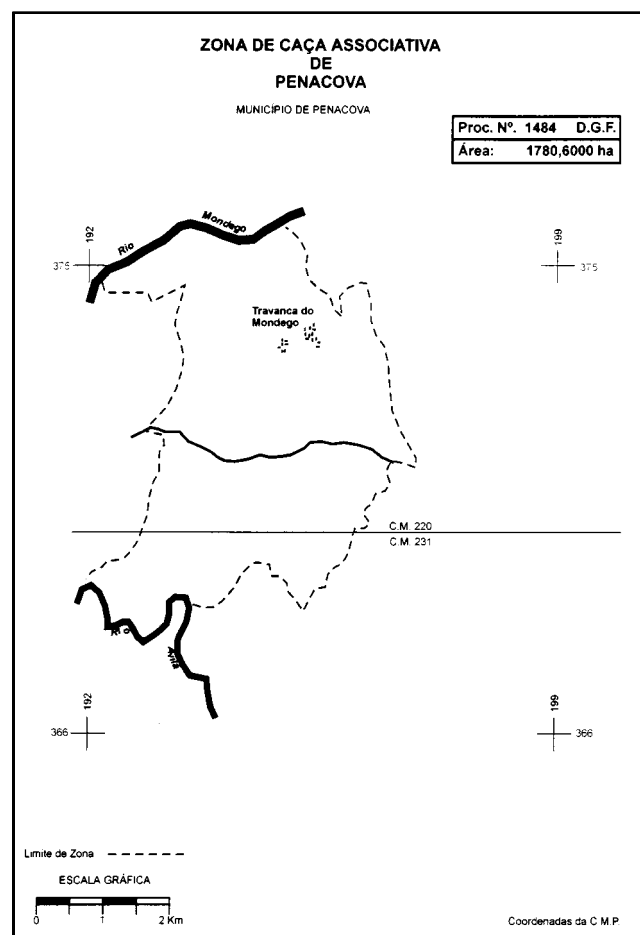 ZONA DE CAÇA ASSOCIATIVA
DE
PENACOVA
MUNICÍPIO DE PENACOVA
Proc. Nº. 1484 D.G.F.
Área: 1780,6000 ha
192
Rio Mondego
199
375
375
Travanca do
Mondego
C.M. 220
C.M. 231
Rio
192
199
366
366
Limite de Zona
ESCALA GRÁFICA
0 1 2 Km
Coordenadas da C M P.